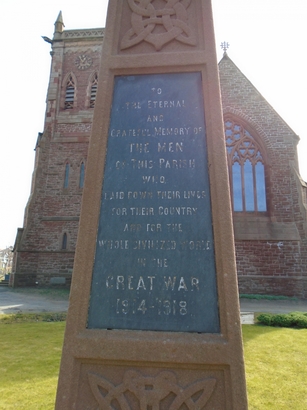 TO
THE ETERNAL
AND
GRATEFUL MEMORY OF
THE MEN
OF THIS PARISH
WHO
LAID DOWN THEIR LIVES
FOR THEIR COUNTRY
AND FOR THE
WHOLE CIVILIZED WORLD
IN THE
GREAT WAR
1914-1918